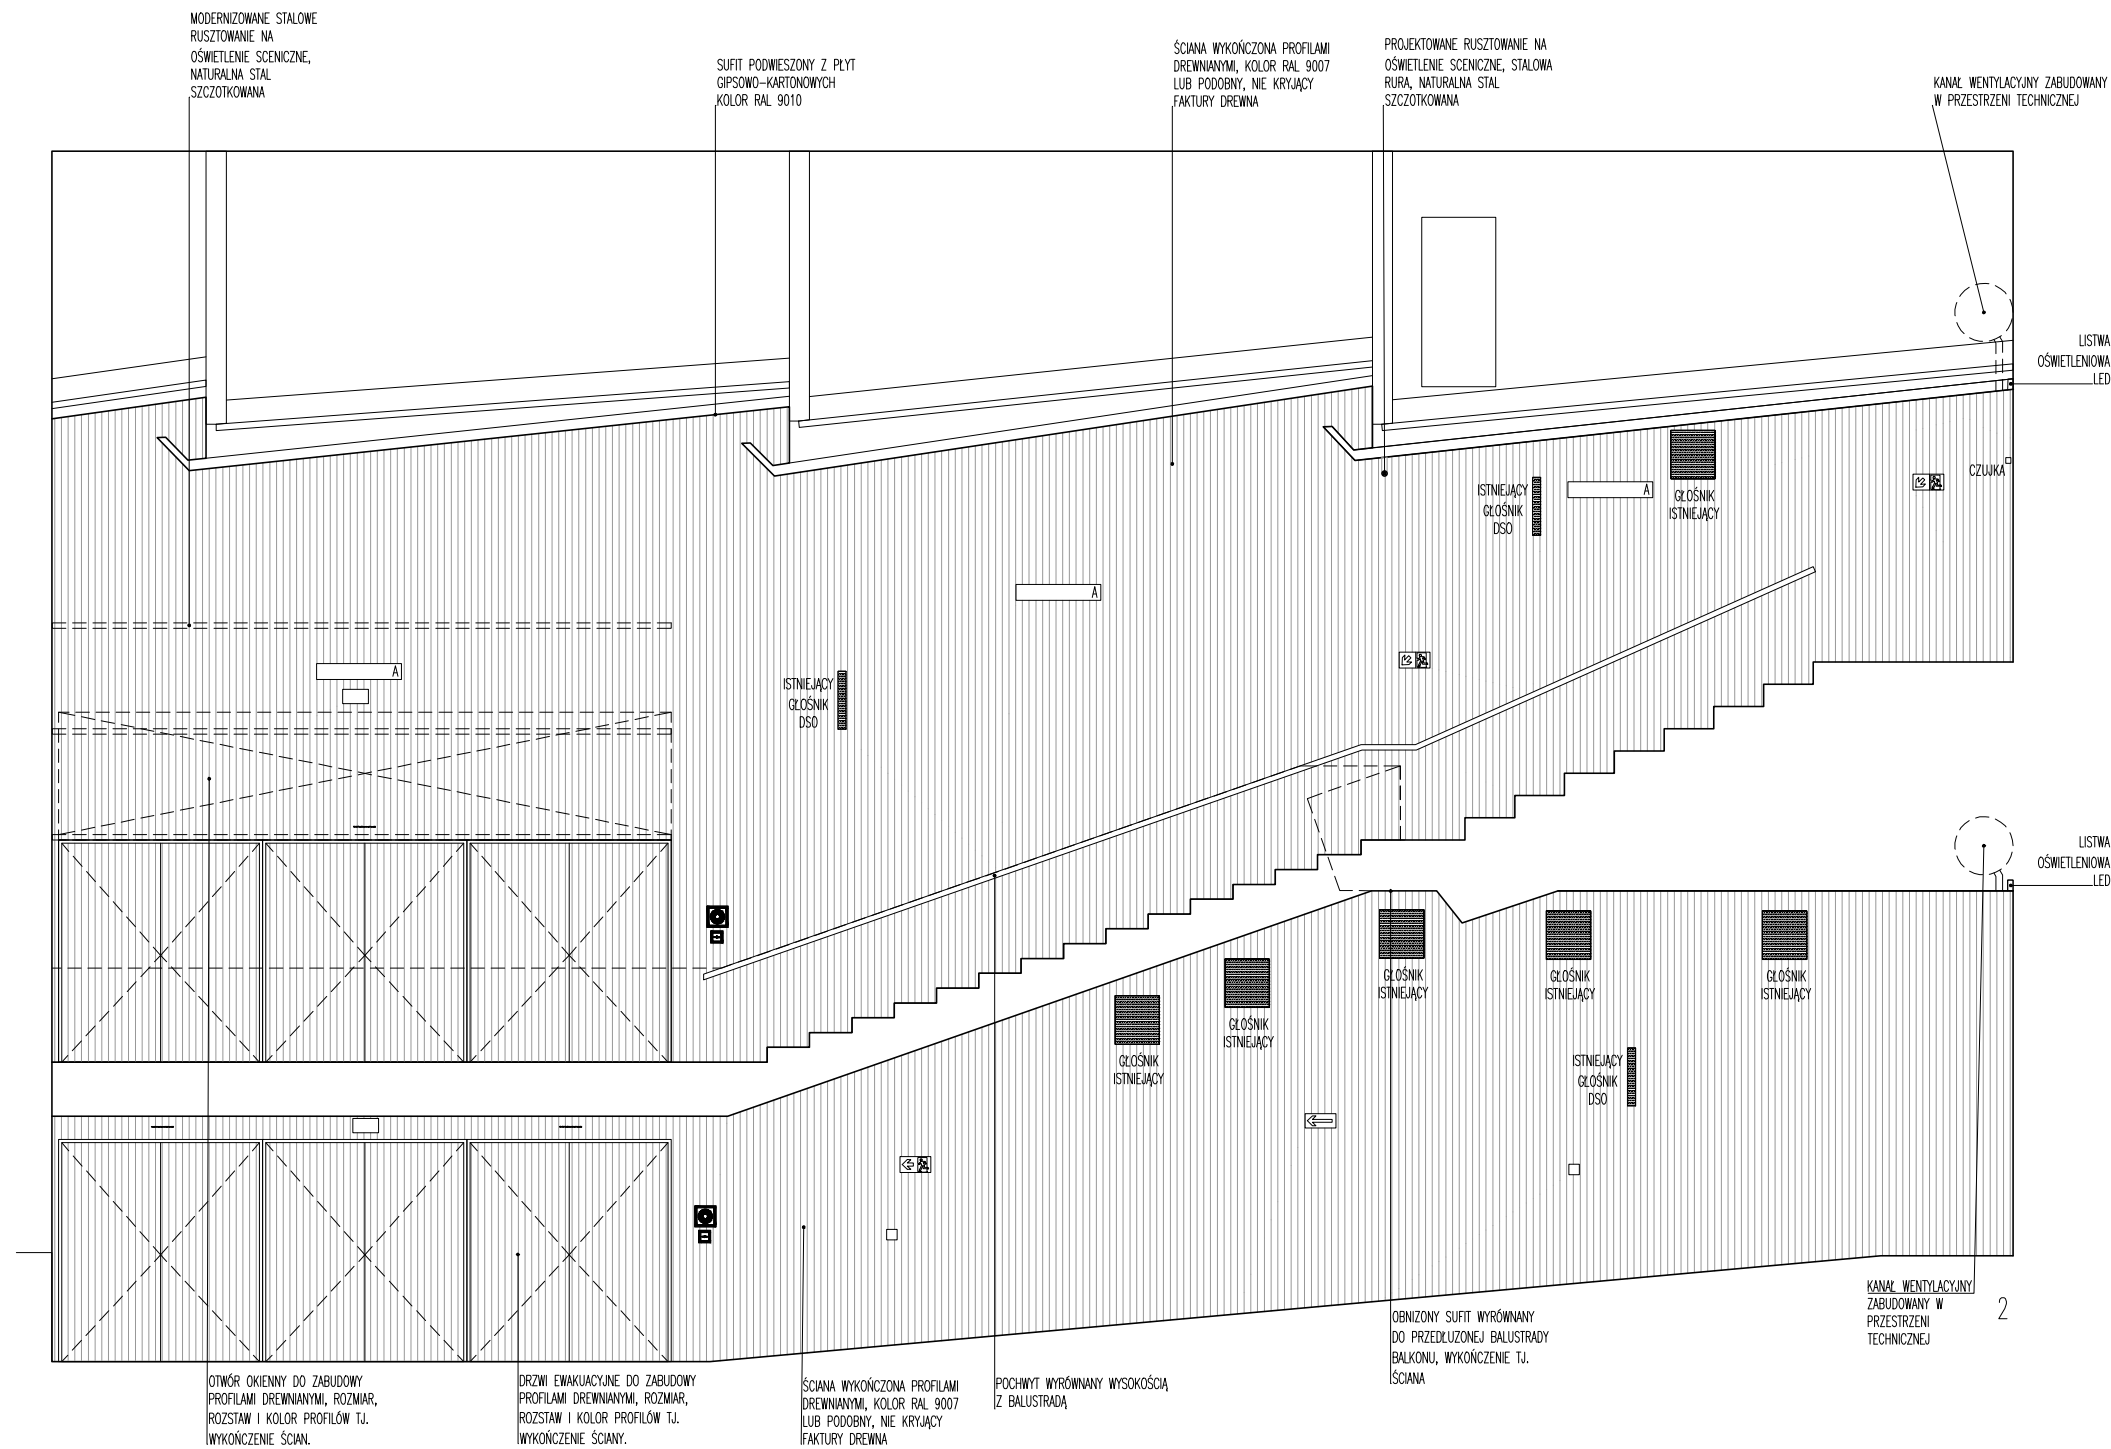 MODERNIZOWANE STALOWE
RUSZTOWANIE NA
OŚWIETLENIE SCENICZNE,
NATURALNA STAL
SZCZOTKOWANA
SUFIT PODWIESZONY Z PŁYT
GIPSOWO-KARTONOWYCH
KOLOR RAL 9010
ŚCIANA WYKOŃCZONA PROFILAMI
DREWNIANYMI, KOLOR RAL 9007
LUB PODOBNY, NIE KRYJĄCY
FAKTURY DREWNA
PROJEKTOWANE RUSZTOWANIE NA
OŚWIETLENIE SCENICZNE, STALOWA
RURA, NATURALNA STAL
SZCZOTKOWANA
KANAŁ WENTYLACYJNY ZABUDOWANY
W PRZESTRZENI TECHNICZNEJ
LISTWA
OŚWIETLENIOWA
LED
CZUJKA
ISTNIEJĄCY
GŁOŚNIK
DSO
A
GŁOŚNIK
ISTNIEJĄCY
A
A
ISTNIEJĄCY
GŁOŚNIK
DSO
LISTWA
OŚWIETLENIOWA
LED
GŁOŚNIK
ISTNIEJĄCY
GŁOŚNIK
ISTNIEJĄCY
GŁOŚNIK
ISTNIEJĄCY
GŁOŚNIK
ISTNIEJĄCY
GŁOŚNIK
ISTNIEJĄCY
ISTNIEJĄCY
GŁOŚNIK
DSO
KANAŁ WENTYLACYJNY
ZABUDOWANY W
PRZESTRZENI
TECHNICZNEJ
2
OBNIZONY SUFIT WYRÓWNANY
DO PRZEDŁUZONEJ BALUSTRADY
BALKONU, WYKOŃCZENIE TJ.
ŚCIANA
OTWÓR OKIENNY DO ZABUDOWY
PROFILAMI DREWNIANYMI, ROZMIAR,
ROZSTAW I KOLOR PROFILÓW TJ.
WYKOŃCZENIE ŚCIAN.
DRZWI EWAKUACYJNE DO ZABUDOWY
PROFILAMI DREWNIANYMI, ROZMIAR,
ROZSTAW I KOLOR PROFILÓW TJ.
WYKOŃCZENIE ŚCIANY.
ŚCIANA WYKOŃCZONA PROFILAMI
DREWNIANYMI, KOLOR RAL 9007
LUB PODOBNY, NIE KRYJĄCY
FAKTURY DREWNA
POCHWYT WYRÓWNANY WYSOKOŚCIĄ
Z BALUSTRADĄ